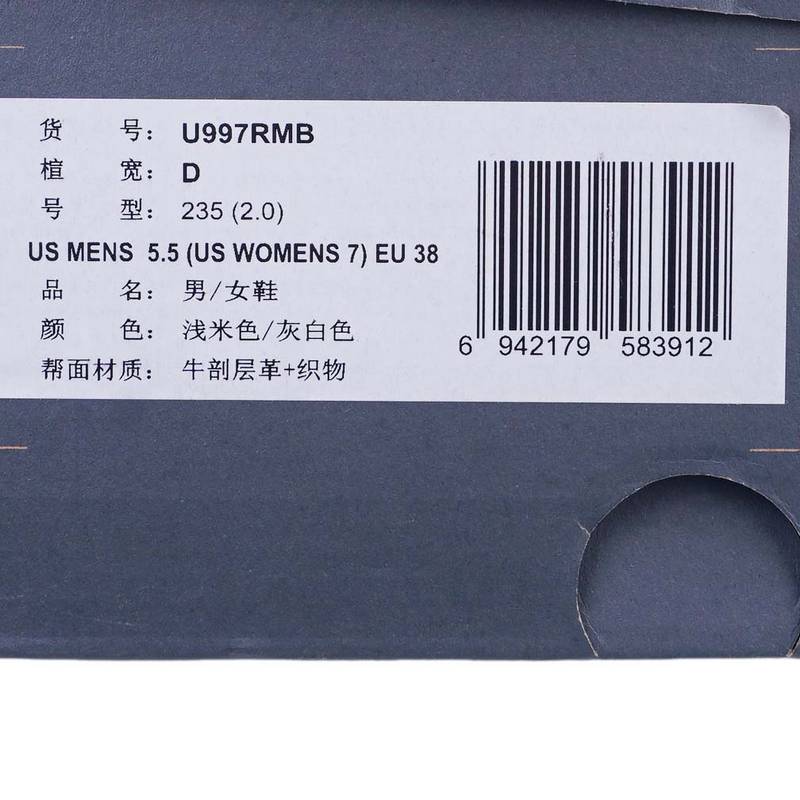 货 号： U997RMB
楦 宽： D
号 型： 235 (2.0)
US MENS 5.5 (US WOMENS 7) EU 38
品 名： 男/女鞋
颜 色： 浅米色/灰白色
帮面材质： 牛剖层革+织物
6 942179 583912